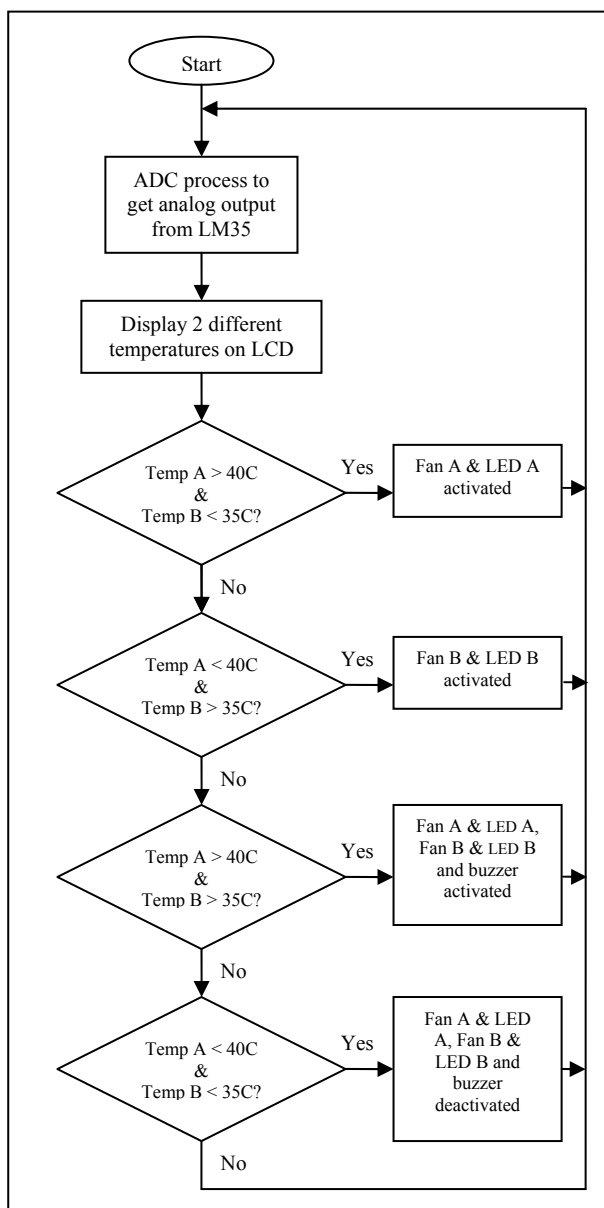 Start
ADC process to
get analog output
from LM35
Display 2 different
temperatures on LCD
Temp A > 40C
&
Temp B < 35C?
Yes
Fan A & LED A
activated
No
Temp A < 40C
&
Temp B > 35C?
Yes
Fan B & LED B
activated
No
Temp A > 40C
&
Temp B > 35C?
Yes
Fan A & LED A,
Fan B & LED B
and buzzer
activated
No
Temp A < 40C
&
Temp B < 35C?
Yes
Fan A & LED
A, Fan B &
LED B and
buzzer
deactivated
No